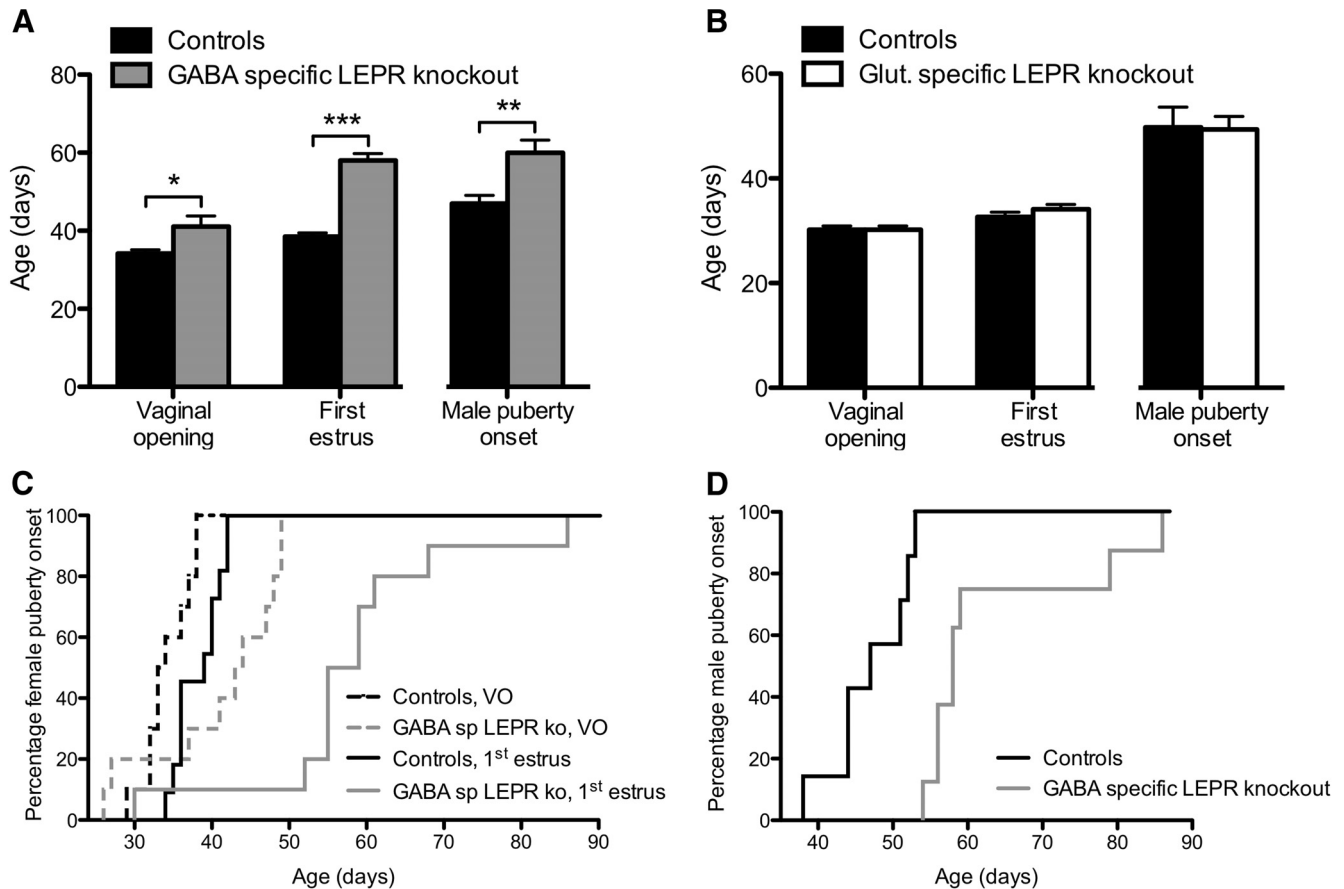 A
Controls
GABA specific LEPR knockout
80
60
40
20
0
Age (days)
*
***
**
Vaginal
opening
First
estrus
Male puberty
onset
B
Controls
Glut. specific LEPR knockout
60
40
20
0
Age (days)
Vaginal
opening
First
estrus
Male puberty
onset
C
Percentage female puberty onset
100
80
60
40
20
0
Controls, VO
GABA sp LEPR ko, VO
Controls, 1st estrus
GABA sp LEPR ko, 1st estrus
30 40 50 60 70 80 90
Age (days)
D
Percentage male puberty onset
100
80
60
40
20
0
Controls
GABA specific LEPR knockout
40 50 60 70 80 90
Age (days)